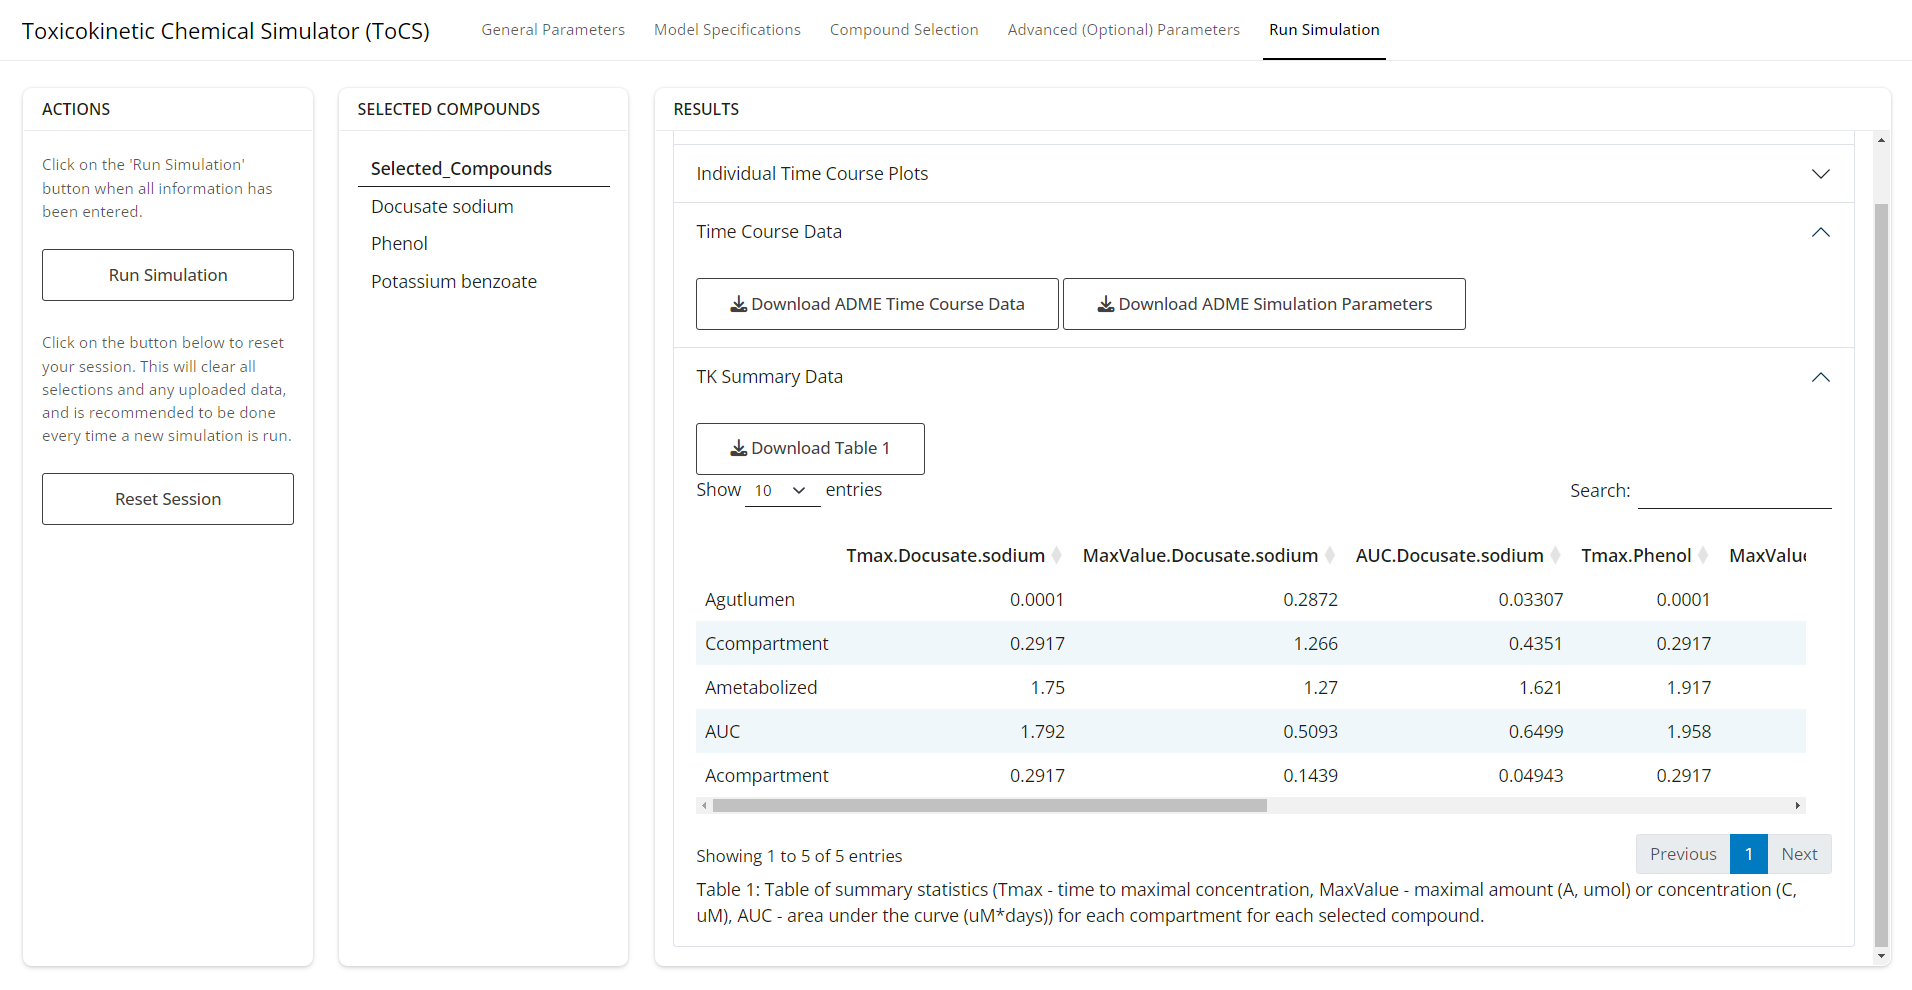 Toxicokinetic Chemical Simulator (ToCS)
General Parameters
Model Specifications
Compound Selection
Advanced (Optional) Parameters
Run Simulation
ACTIONS
Click on the 'Run Simulation'
button when all information has
been entered.
Run Simulation
Click on the button below to reset
your session. This will clear all
selections and any uploaded data,
and is recommended to be done
every time a new simulation is run.
Reset Session
SELECTED COMPOUNDS
Selected_Compounds
Docusate sodium
Phenol
Potassium benzoate
RESULTS
Individual Time Course Plots
Time Course Data
Download ADME Time Course Data
Download ADME Simulation Parameters
TK Summary Data
Download Table 1
Show 10 entries
Search:
Tmax.Docusate.sodium MaxValue.Docusate.sodium AUC.Docusate.sodium Tmax.Phenol MaxValue
Agutlumen 0.0001 0.2872 0.03307 0.0001
Ccompartment 0.2917 1.266 0.4351 0.2917
Ametabolized 1.75 1.27 1.621 1.917
AUC 1.792 0.5093 0.6499 1.958
Acompartment 0.2917 0.1439 0.04943 0.2917
Showing 1 to 5 of 5 entries
Previous 1 Next
Table 1: Table of summary statistics (Tmax - time to maximal concentration, MaxValue - maximal amount (A, umol) or concentration (C,
uM), AUC - area under the curve (uM*days)) for each compartment for each selected compound.